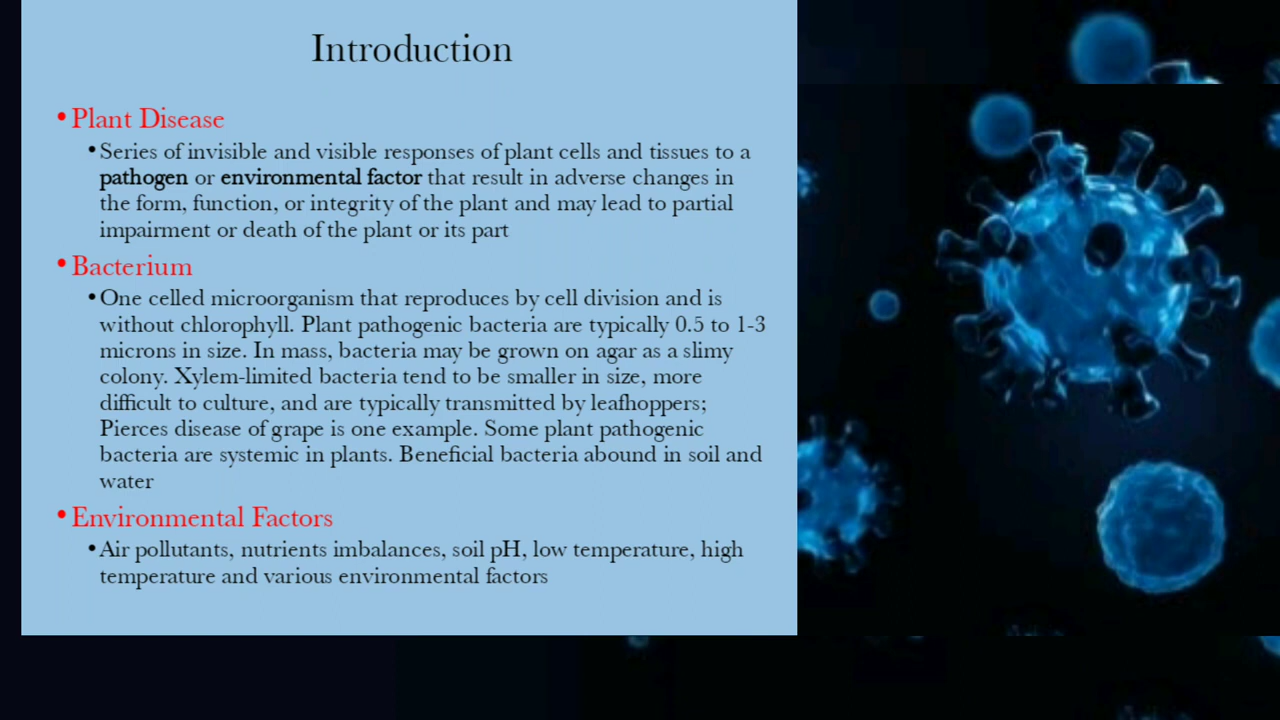 Introduction
• Plant Disease
• Series of invisible and visible responses of plant cells and tissues to a
pathogen or environmental factor that result in adverse changes in
the form, function, or integrity of the plant and may lead to partial
impairment or death of the plant or its part
• Bacterium
• One celled microorganism that reproduces by cell division and is
without chlorophyll. Plant pathogenic bacteria are typically 0.5 to 1-3
microns in size. In mass, bacteria may be grown on agar as a slimy
colony. Xylem-limited bacteria tend to be smaller in size, more
difficult to culture, and are typically transmitted by leafhoppers;
Pierces disease of grape is one example. Some plant pathogenic
bacteria are systemic in plants. Beneficial bacteria abound in soil and
water
• Environmental Factors
• Air pollutants, nutrients imbalances, soil pH, low temperature, high
temperature and various environmental factors